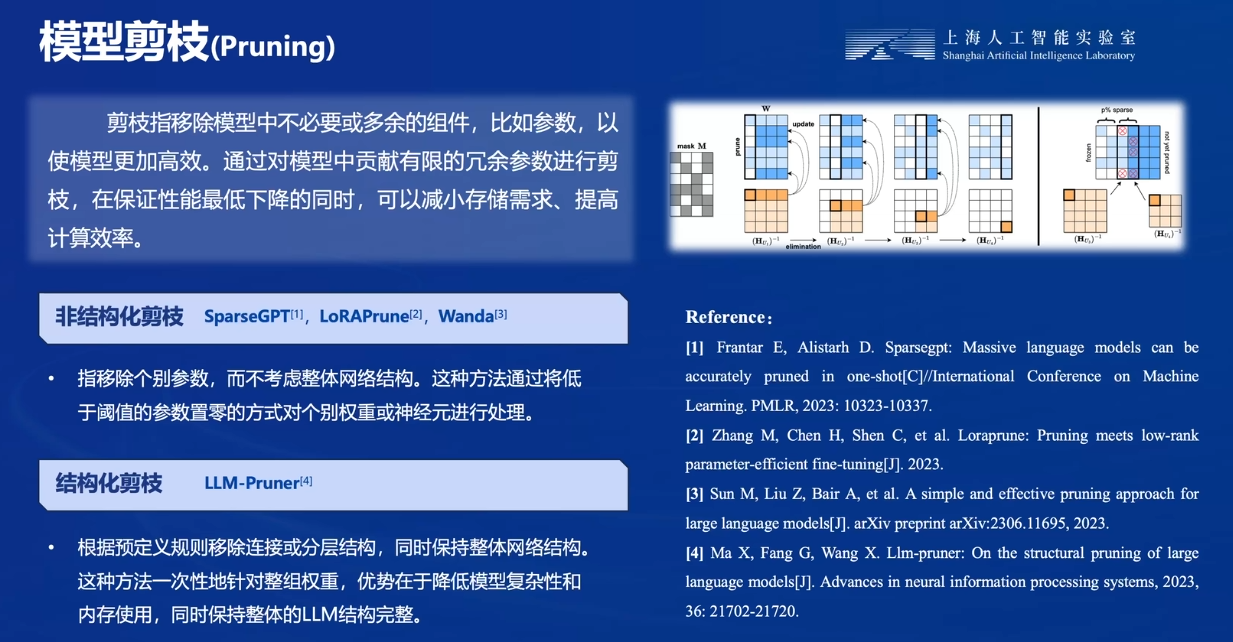 模型剪枝(Pruning)
上海人工智能实验室
Shanghai Artificial Intelligence Laboratory
剪枝指移除模型中不必要或多余的组件，比如参数，以
使模型更加高效。通过对模型中贡献有限的冗余参数进行剪
枝，在保证性能最低下降的同时，可以减小存储需求、提高
计算效率。
mask M
prune
W
update
(H_{U_1})^{-1}
elimination
(H_{U_2})^{-1}
(H_{U_3})^{-1}
(H_{U_4})^{-1}
p% sparse
frozen
not yet pruned
非结构化剪枝 SparseGPT[1]，LoRAPrune[2]，Wanda[3]
• 指移除个别参数，而不考虑整体网络结构。这种方法通过将低
于阈值的参数置零的方式对个别权重或神经元进行处理。
结构化剪枝 LLM-Pruner[4]
• 根据预定义规则移除连接或分层结构，同时保持整体网络结构。
这种方法一次性地针对整组权重，优势在于降低模型复杂性和
内存使用，同时保持整体的LLM结构完整。
Reference：
[1] Frantar E, Alistarh D. Sparsegpt: Massive language models can be
accurately pruned in one-shot[C]//International Conference on Machine
Learning. PMLR, 2023: 10323-10337.
[2] Zhang M, Chen H, Shen C, et al. Loraprune: Pruning meets low-rank
parameter-efficient fine-tuning[J]. 2023.
[3] Sun M, Liu Z, Bair A, et al. A simple and effective pruning approach for
large language models[J]. arXiv preprint arXiv:2306.11695, 2023.
[4] Ma X, Fang G, Wang X. Llm-pruner: On the structural pruning of large
language models[J]. Advances in neural information processing systems, 2023,
36: 21702-21720.